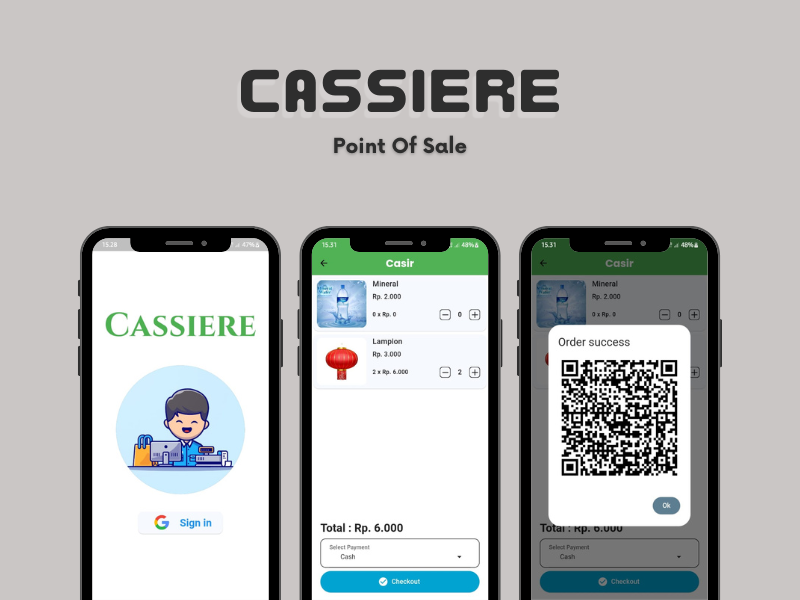 CASSIERE
Point Of Sale
15.28
47%
CASSIERE
Sign in
15.31
48%
Casir
Mineral
Rp. 2.000
0 x Rp. 0
0
Lampion
Rp. 3.000
2 x Rp. 6.000
2
Total : Rp. 6.000
Select Payment
Cash
Checkout
15.31
48%
Casir
Mineral
Rp. 2.000
0 x Rp. 0
0
Order success
Ok
Total : Rp. 6.000
Select Payment
Cash
Checkout